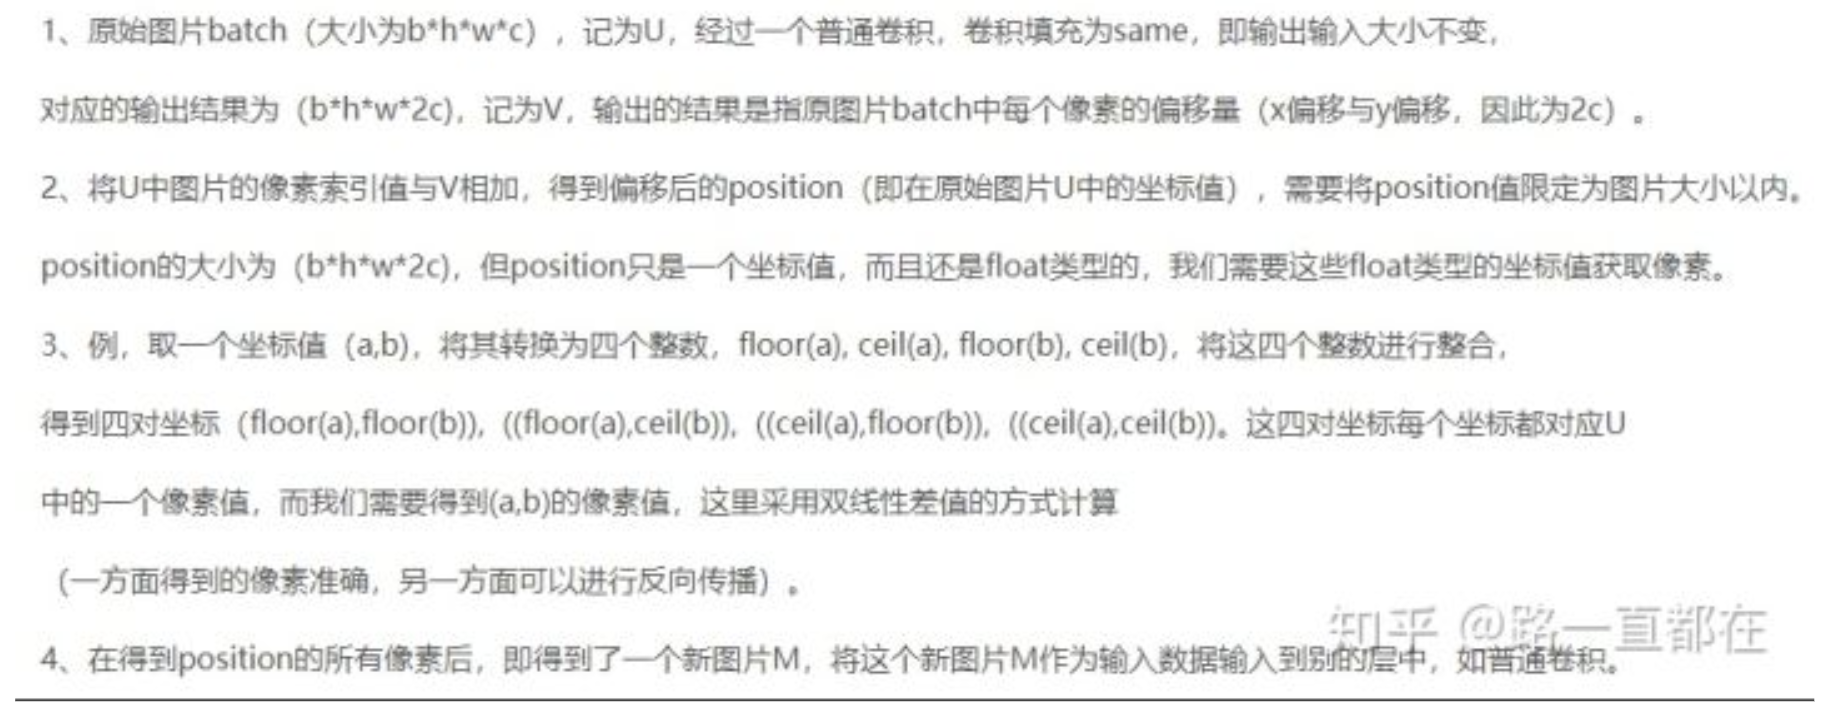 1、原始图片batch（大小为b*h*w*c），记为U，经过一个普通卷积，卷积填充为same，即输出输入大小不变，
对应的输出结果为（b*h*w*2c)，记为V，输出的结果是指原图片batch中每个像素的偏移量（x偏移与y偏移，因此为2c）。
2、将U中图片的像素索引值与V相加，得到偏移后的position（即在原始图片U中的坐标值），需要将position值限定为图片大小以内。
position的大小为（b*h*w*2c)，但position只是一个坐标值，而且还是float类型的，我们需要这些float类型的坐标值获取像素。
3、例，取一个坐标值（a,b)，将其转换为四个整数，floor(a), ceil(a), floor(b), ceil(b)，将这四个整数进行整合，
得到四对坐标（floor(a),floor(b)),  ((floor(a),ceil(b)),  ((ceil(a),floor(b)),  ((ceil(a),ceil(b))。这四对坐标每个坐标都对应U
中的一个像素值，而我们需要得到(a,b)的像素值，这里采用双线性差值的方式计算
（一方面得到的像素准确，另一方面可以进行反向传播）。
4、在得到position的所有像素后，即得到了一个新图片M，将这个新图片M作为输入数据输入到别的层中，如普通卷积。
知乎 @路一直都在